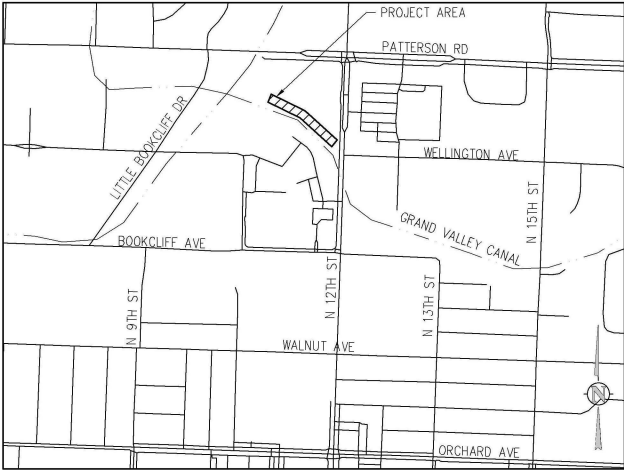 PROJECT AREA
PATTERSON RD
LITTLE BOOKCLIFF DR
WELLINGTON AVE
N 15TH ST
GRAND VALLEY CANAL
BOOKCLIFF AVE
N 12TH ST
N 9TH ST
N 13TH ST
WALNUT AVE
N
ORCHARD AVE